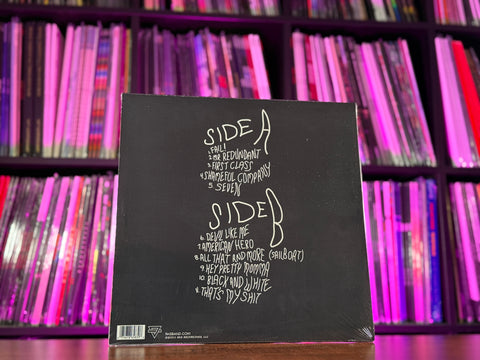 SIDE A
1. FAIL!
2. MR REDUNDANT
3. FIRST CLASS
4. SHAMEFUL COMPANY
5. SEVEN
SIDE B
6. DEVIL LIKE ME
7. AMERICAN HERO
8. ALL THAT AND MORE (SAILBOAT)
9. HEY PRETTY MOMMA
10. BLACK AND WHITE
11. THAT'S MY SHIT